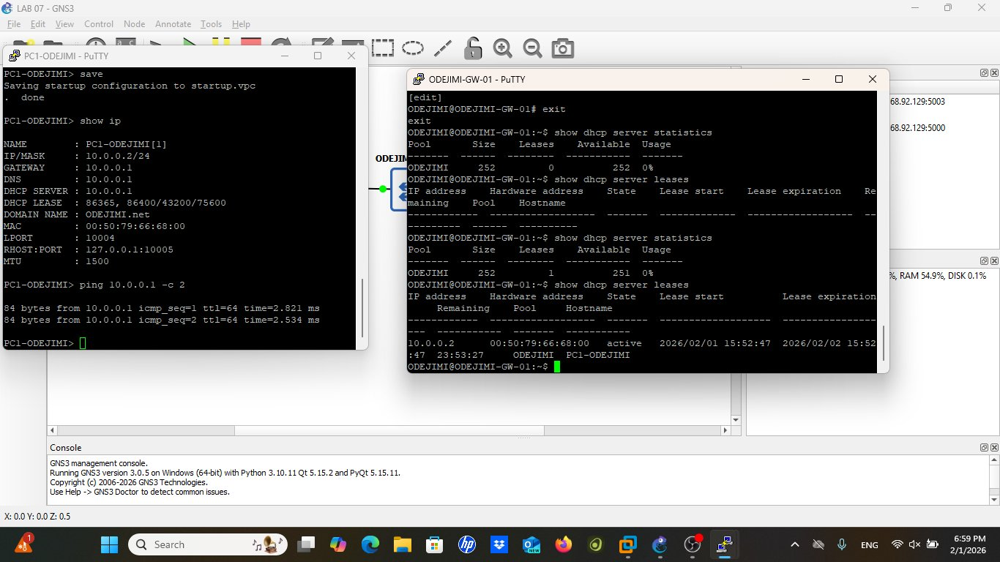 LAB 07 - GNS3
File Edit View Control Node Annotate Tools Help
PC1-ODEJIMI - PuTTY
PC1-ODEJIMI> save
Saving startup configuration to startup.vpc
.  done
PC1-ODEJIMI> show ip
NAME        : PC1-ODEJIMI[1]
IP/MASK     : 10.0.0.2/24
GATEWAY     : 10.0.0.1
DNS         : 10.0.0.1
DHCP SERVER : 10.0.0.1
DHCP LEASE  : 86365, 86400/43200/75600
DOMAIN NAME : ODEJIMI.net
MAC         : 00:50:79:66:68:00
LPORT       : 10004
RHOST:PORT  : 127.0.0.1:10005
MTU         : 1500
PC1-ODEJIMI> ping 10.0.0.1 -c 2
84 bytes from 10.0.0.1 icmp_seq=1 ttl=64 time=2.821 ms
84 bytes from 10.0.0.1 icmp_seq=2 ttl=64 time=2.534 ms
PC1-ODEJIMI>
ODEJIM
ODEJIMI-GW-01 - PuTTY
[edit]
ODEJIMI@ODEJIMI-GW-01# exit
exit
ODEJIMI@ODEJIMI-GW-01:~$ show dhcp server statistics
Pool       Size    Leases    Available  Usage
-------  ------  --------  -----------  -------
ODEJIMI     252         0          252  0%
ODEJIMI@ODEJIMI-GW-01:~$ show dhcp server leases
IP address    Hardware address    State    Lease start    Lease expiration    Re
maining    Pool    Hostname
------------  ------------------  -------  -------------  ------------------  --
---------  ------  ----------
ODEJIMI@ODEJIMI-GW-01:~$ show dhcp server statistics
Pool       Size    Leases    Available  Usage
-------  ------  --------  -----------  -------
ODEJIMI     252         1          251  0%
ODEJIMI@ODEJIMI-GW-01:~$ show dhcp server leases
IP address    Hardware address    State    Lease start          Lease expiration
     Remaining    Pool     Hostname
------------  ------------------  -------  -------------------  ----------------
---  -----------  -------  -----------
10.0.0.2      00:50:79:66:68:00   active   2026/02/01 15:52:47  2026/02/02 15:52
:47  23:53:27     ODEJIMI  PC1-ODEJIMI
ODEJIMI@ODEJIMI-GW-01:~$
68.92.129:5003
68.92.129:5000
%, RAM 54.9%, DISK 0.1%
Console
GNS3 management console.
Running GNS3 version 3.0.5 on Windows (64-bit) with Python 3.10.11 Qt 5.15.2 and PyQt 5.15.11.
Copyright (c) 2006-2026 GNS3 Technologies.
Use Help -> GNS3 Doctor to detect common issues.
X: 0.0 Y: 0.0 Z: 0.5
1
Search
hp
NEW
ENG
6:59 PM
2/1/2026